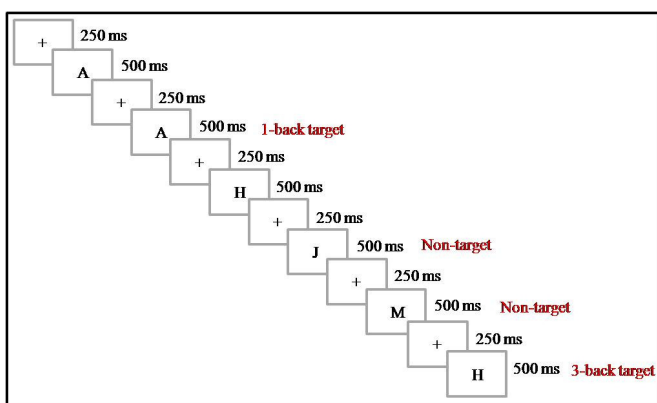 + 250 ms
A 500 ms
+ 250 ms
A 500 ms 1-back target
+ 250 ms
H 500 ms
+ 250 ms
J 500 ms Non-target
+ 250 ms
M 500 ms Non-target
+ 250 ms
H 500 ms 3-back target